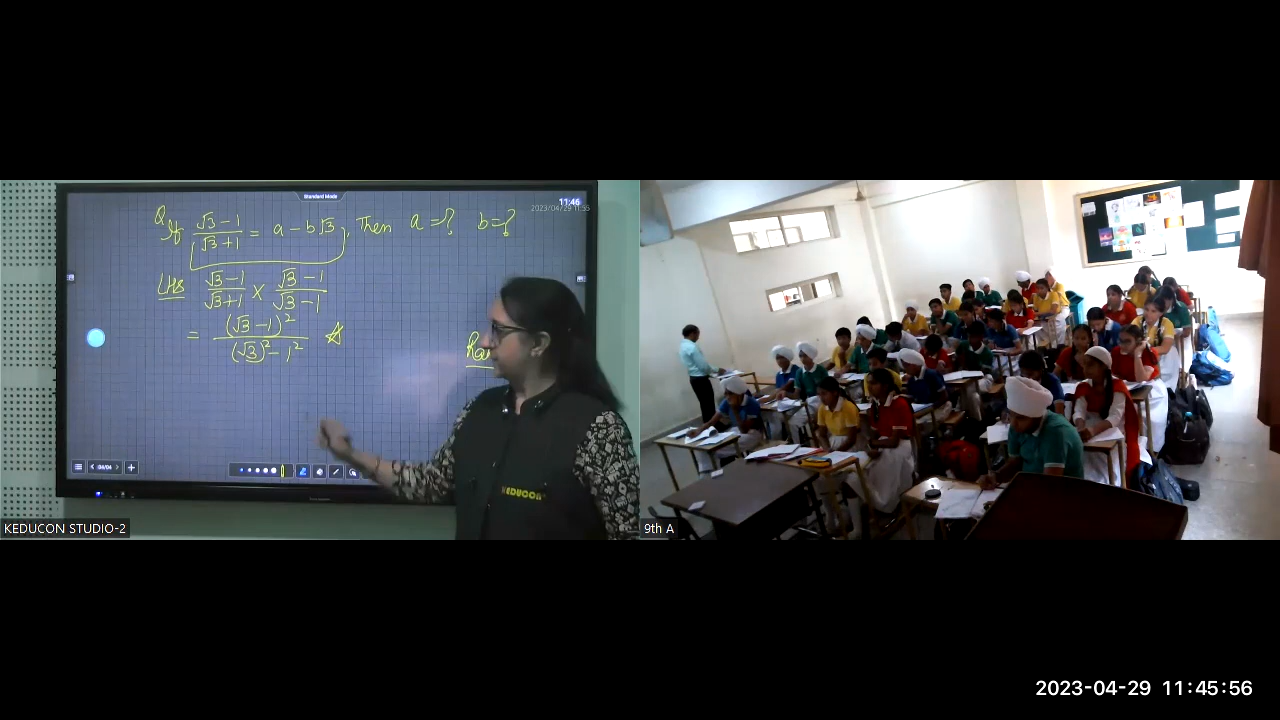 Standard Mode
11:46
2023/04/29 11:55
Q If (√3-1)/(√3+1) = a - b√3, Then a=? b=?
LHS (√3-1)/(√3+1) × (√3-1)/(√3-1)
= (√3-1)²/((√3)²-1²)
04/04
KEDUCON
KEDUCON STUDIO-2
9th A
2023-04-29 11:45:56